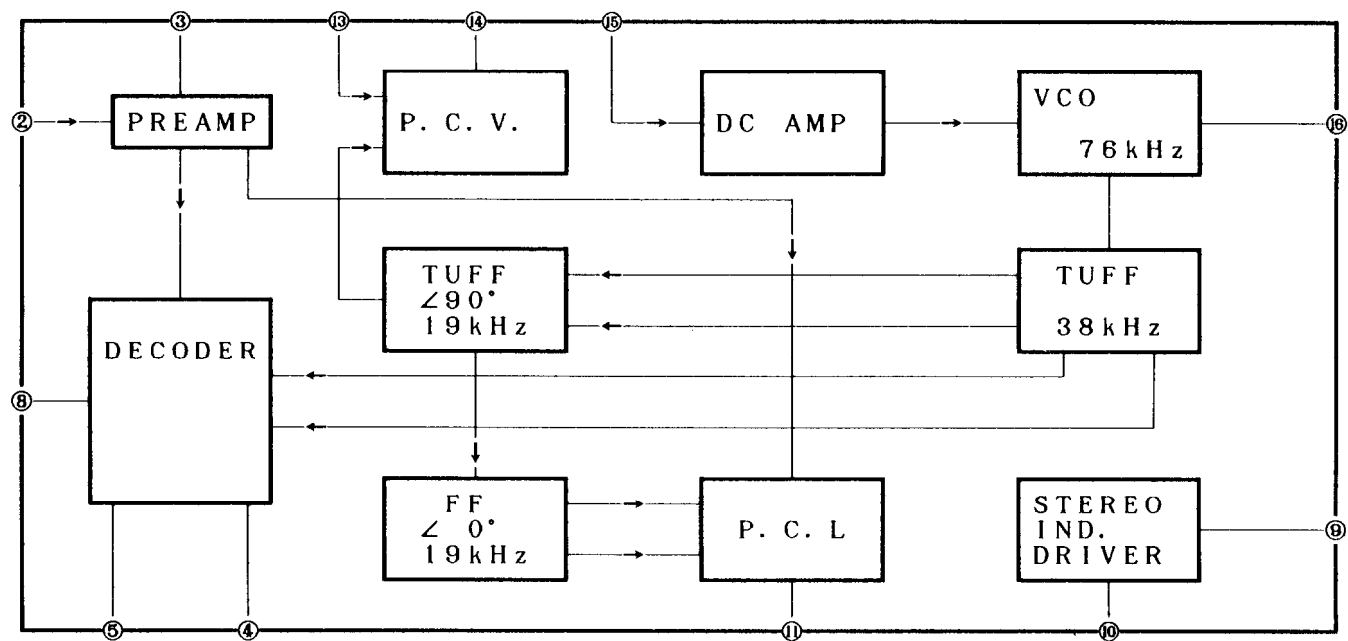 ③ ⑬ ⑭ ⑮
②
PREAMP
P. C. V.
DC AMP
VCO
76kHz
⑯
TUFF
∠90°
19kHz
TUFF
38kHz
DECODER
⑧
FF
∠ 0°
19kHz
P. C. L
STEREO
IND.
DRIVER
⑨
⑤ ④ ⑪ ⑩